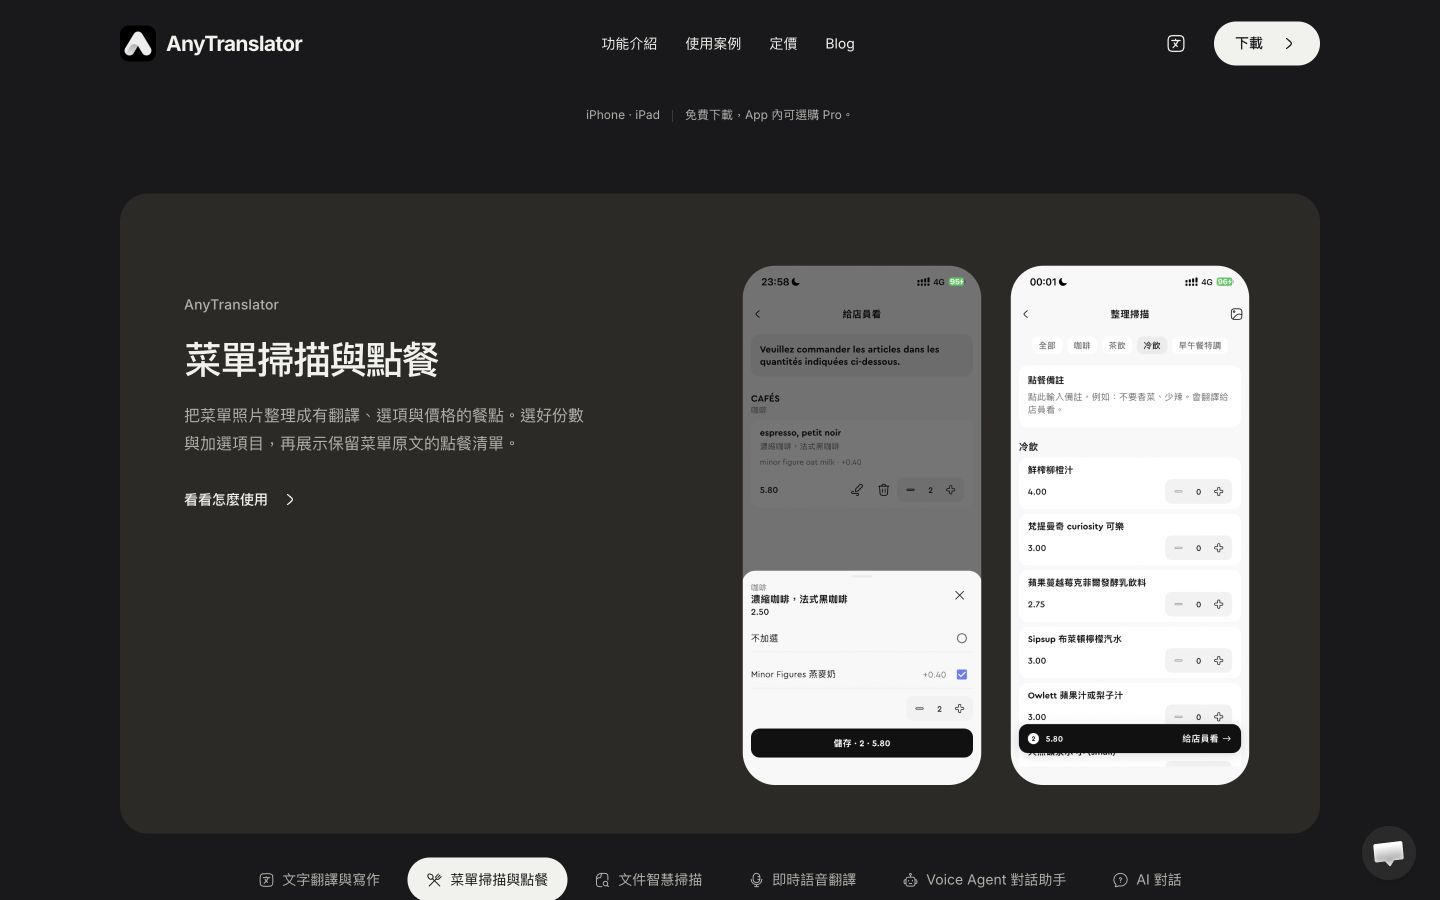 AnyTranslator
功能介紹
使用案例
定價
Blog
下載
iPhone · iPad
免費下載，App 內可選購 Pro。
AnyTranslator
菜單掃描與點餐
把菜單照片整理成有翻譯、選項與價格的餐點。選好份數
與加選項目，再展示保留菜單原文的點餐清單。
看看怎麼使用
23:58
4G
95+
給店員看
Veuillez commander les articles dans les
quantités indiquées ci-dessous.
CAFÉS
咖啡
espresso, petit noir
濃縮咖啡，法式黑咖啡
minor figure oat milk · +0.40
5.80
2
咖啡
濃縮咖啡，法式黑咖啡
2.50
不加選
Minor Figures 燕麥奶
+0.40
2
儲存 · 2 · 5.80
00:01
4G
96+
整理掃描
全部
咖啡
茶飲
冷飲
早午餐特調
點餐備註
點此輸入備註，例如：不要香菜、少辣。會翻譯給
店員看。
冷飲
鮮榨柳橙汁
4.00
0
梵提曼奇 curiosity 可樂
3.00
0
蘋果蔓越莓克菲爾發酵乳飲料
2.75
0
Sipsup 布萊頓檸檬汽水
3.00
0
Owlett 蘋果汁或梨子汁
3.00
0
2
5.80
給店員看 →
文字翻譯與寫作
菜單掃描與點餐
文件智慧掃描
即時語音翻譯
Voice Agent 對話助手
AI 對話